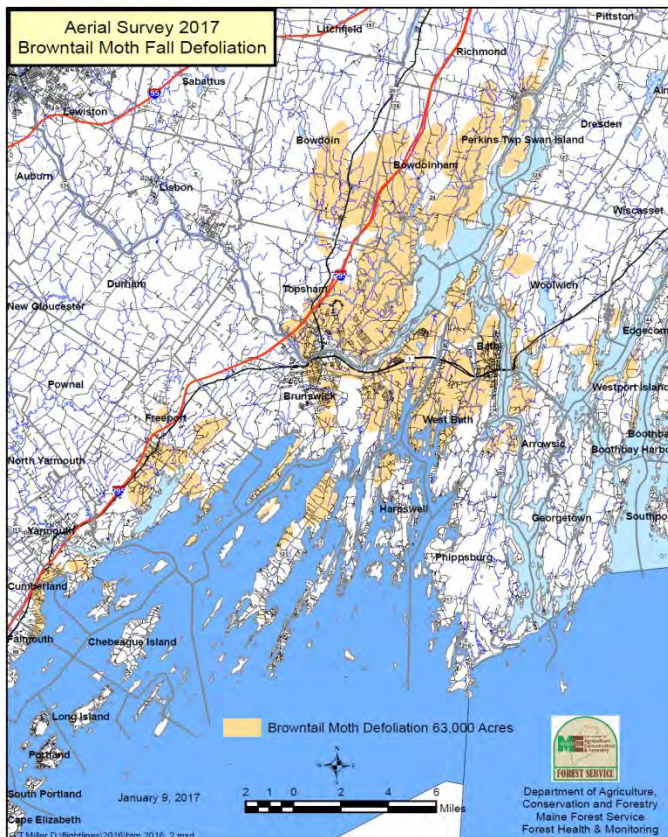 Aerial Survey 2017
Browntail Moth Fall Defoliation
Litchfield
Pittston
Richmond
Sabattus
Lewiston
Bowdoin
Perkins Twp Swan Island
Dresden
Bowdoinham
Auburn
Lisbon
Wiscasset
Durham
Topsham
Woolwich
New Gloucester
Edgecom
Bath
Pownal
Westport Island
Brunswick
Freeport
West Bath
Boothba
Arrowsic
Boothbay Harbo
North Yarmouth
Harpswell
Georgetown
Southpo
Yarmouth
Phippsburg
Cumberland
Falmouth
Chebeague Island
Long Island
Browntail Moth Defoliation 63,000 Acres
Portland
FOREST SERVICE
South Portland
January 9, 2017
2 1 0 2 4 6
Miles
Department of Agriculture,
Conservation and Forestry
Maine Forest Service
Forest Health & Monitoring
Cape Elizabeth